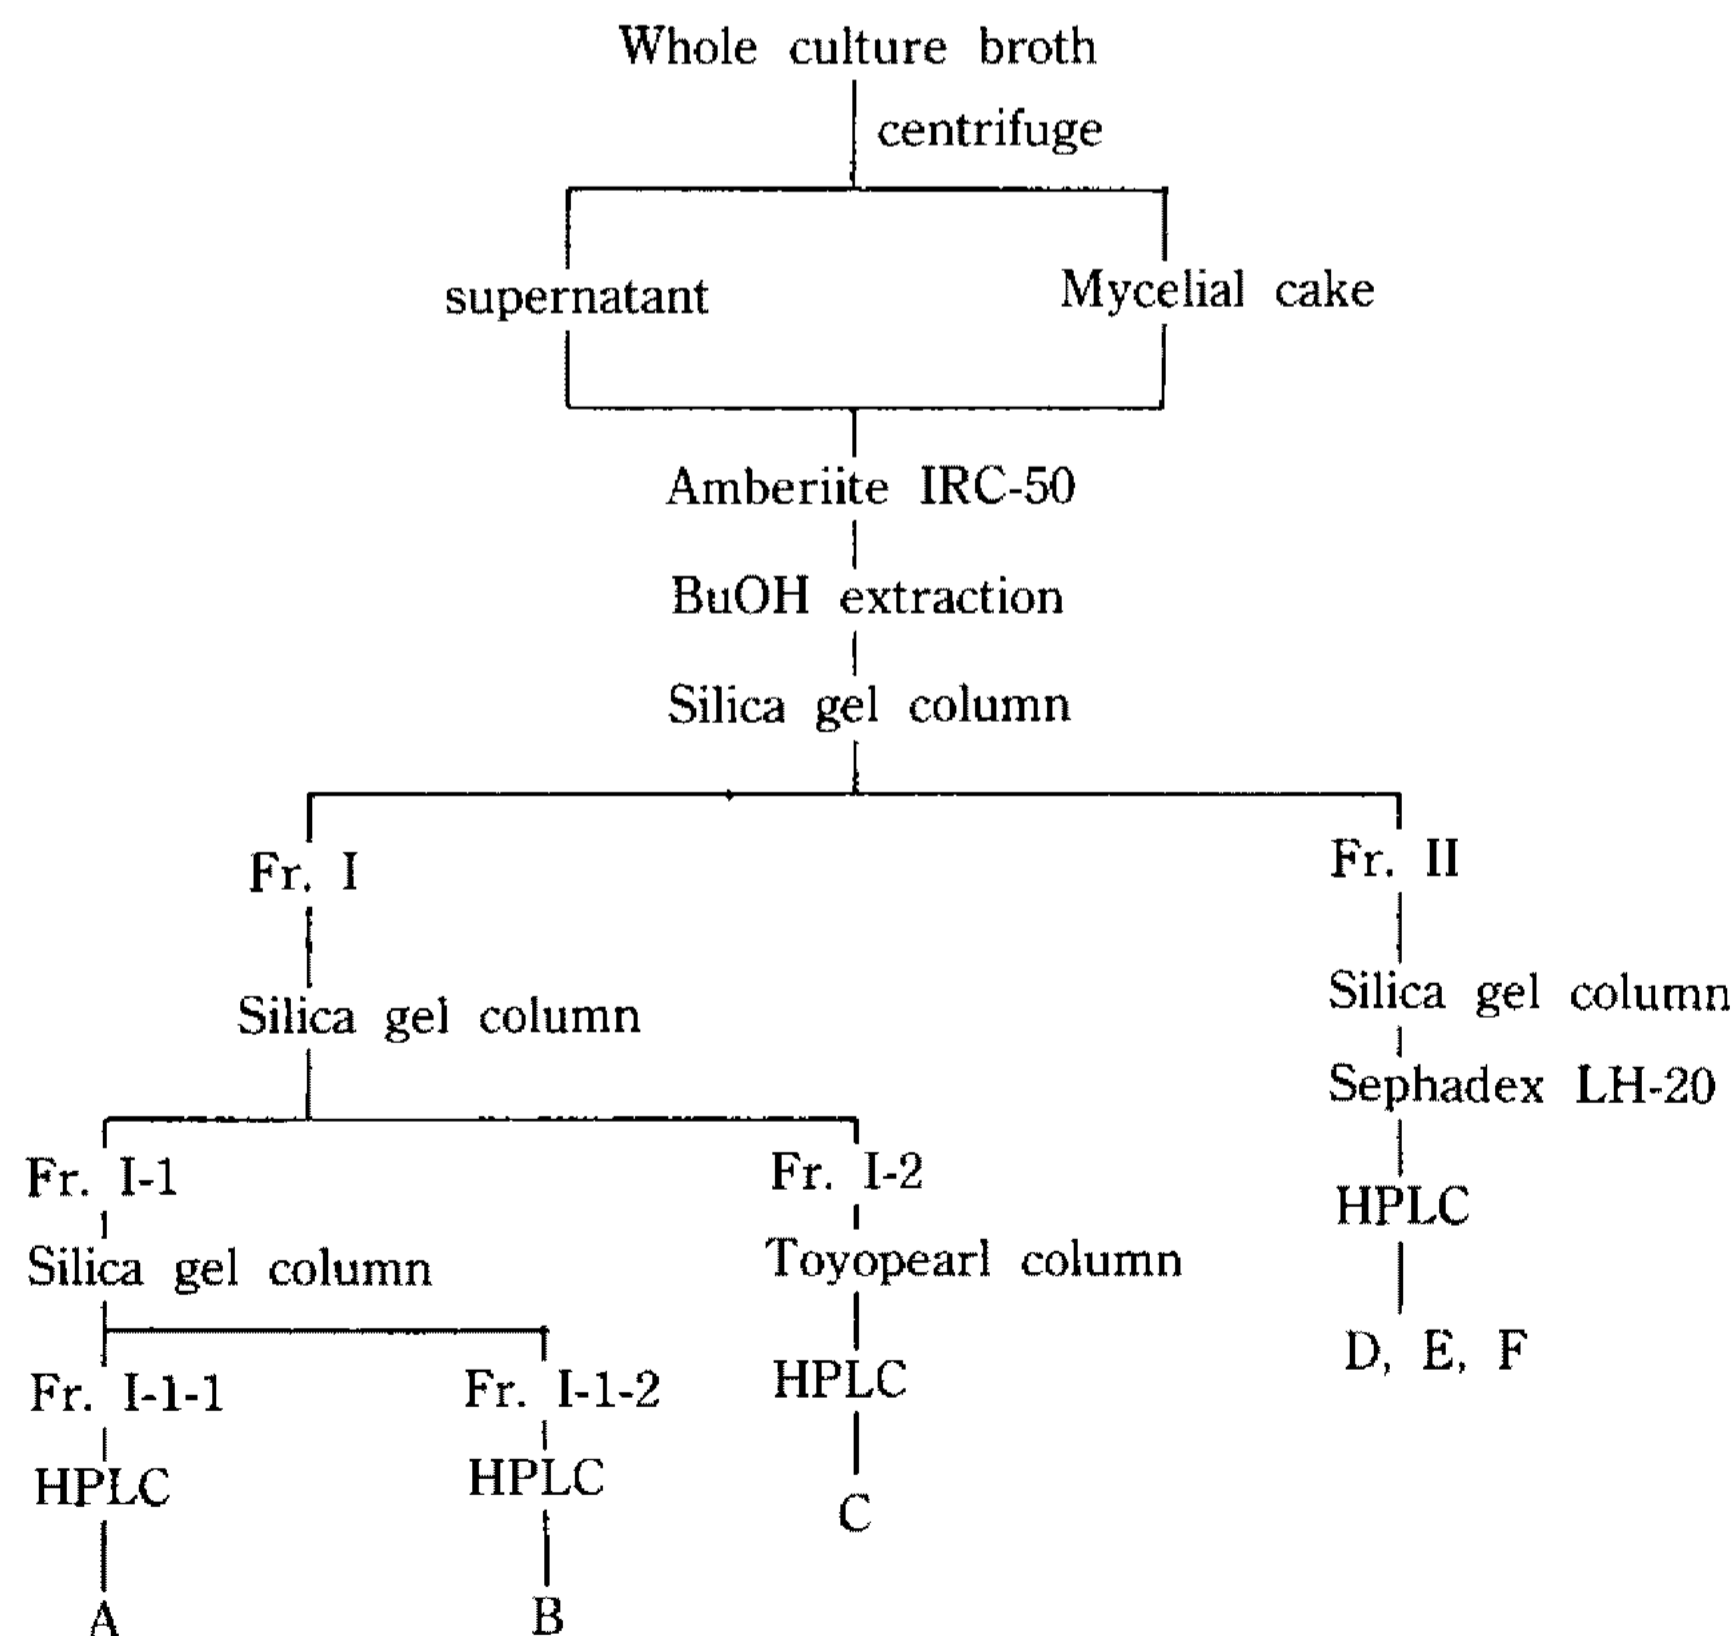 Whole culture broth
centrifuge
supernatant
Mycelial cake
Amberiite IRC-50
BuOH extraction
Silica gel column
Fr. I
Fr. II
Silica gel column
Silica gel column
Sephadex LH-20
HPLC
D, E, F
Fr. I-1
Fr. I-2
Silica gel column
Toyopearl column
Fr. I-1-1
Fr. I-1-2
HPLC
HPLC
HPLC
C
A
B